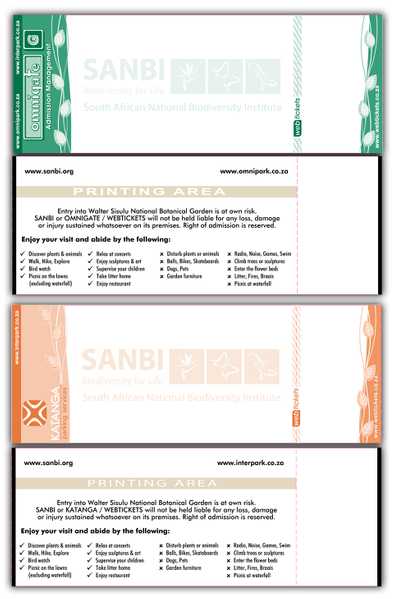 www.omnipark.co.za www.interpark.co.za
omnigate G
Admission Management
SANBI
Biodiversity for Life
South African National Biodiversity Institute
webtickets
www.webtickets.co.za
www.sanbi.org www.omnipark.co.za
PRINTING AREA
Entry into Walter Sisulu National Botanical Garden is at own risk.
SANBI or OMNIGATE / WEBTICKETS will not be held liable for any loss, damage
or injury sustained whatsoever on its premises. Right of admission is reserved.
Enjoy your visit and abide by the following:
✓ Discover plants & animals ✓ Relax at concerts × Disturb plants or animals × Radio, Noise, Games, Swim
✓ Walk, Hike, Explore ✓ Enjoy sculptures & art × Balls, Bikes, Skateboards × Climb trees or sculptures
✓ Bird watch ✓ Supervise your children × Dogs, Pets × Enter the flower beds
✓ Picnic on the lawns ✓ Take litter home × Garden furniture × Litter, Fires, Braais
(excluding waterfall) ✓ Enjoy restaurant × Picnic at waterfall
www.interpark.co.za
KATANGA
parking services
SANBI
Biodiversity for Life
South African National Biodiversity Institute
webtickets
www.webtickets.co.za
www.sanbi.org www.interpark.co.za
PRINTING AREA
Entry into Walter Sisulu National Botanical Garden is at own risk.
SANBI or KATANGA / WEBTICKETS will not be held liable for any loss, damage
or injury sustained whatsoever on its premises. Right of admission is reserved.
Enjoy your visit and abide by the following:
✓ Discover plants & animals ✓ Relax at concerts × Disturb plants or animals × Radio, Noise, Games, Swim
✓ Walk, Hike, Explore ✓ Enjoy sculptures & art × Balls, Bikes, Skateboards × Climb trees or sculptures
✓ Bird watch ✓ Supervise your children × Dogs, Pets × Enter the flower beds
✓ Picnic on the lawns ✓ Take litter home × Garden furniture × Litter, Fires, Braais
(excluding waterfall) ✓ Enjoy restaurant × Picnic at waterfall